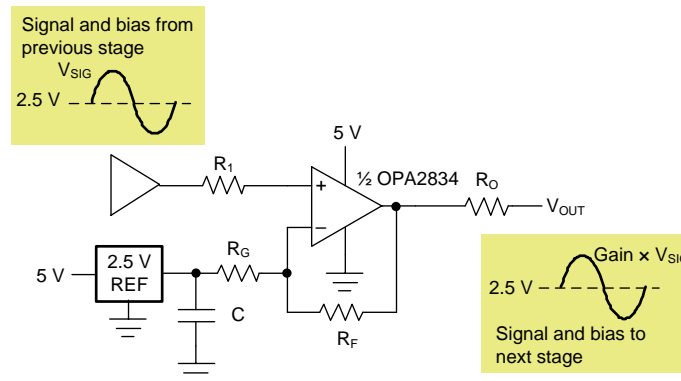 Signal and bias from
previous stage
VSIG
2.5 V
5 V
R1
½ OPA2834
RO
VOUT
+
−
RG
5 V
2.5 V
REF
C
RF
Gain × VSIG
2.5 V
Signal and bias to
next stage